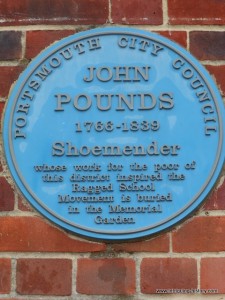 PORTSMOUTH CITY COUNCIL
JOHN
POUNDS
1766-1839
Shoemender
whose work for the poor of
this district inspired the
Ragged School
Movement is buried
in the Memorial
Garden